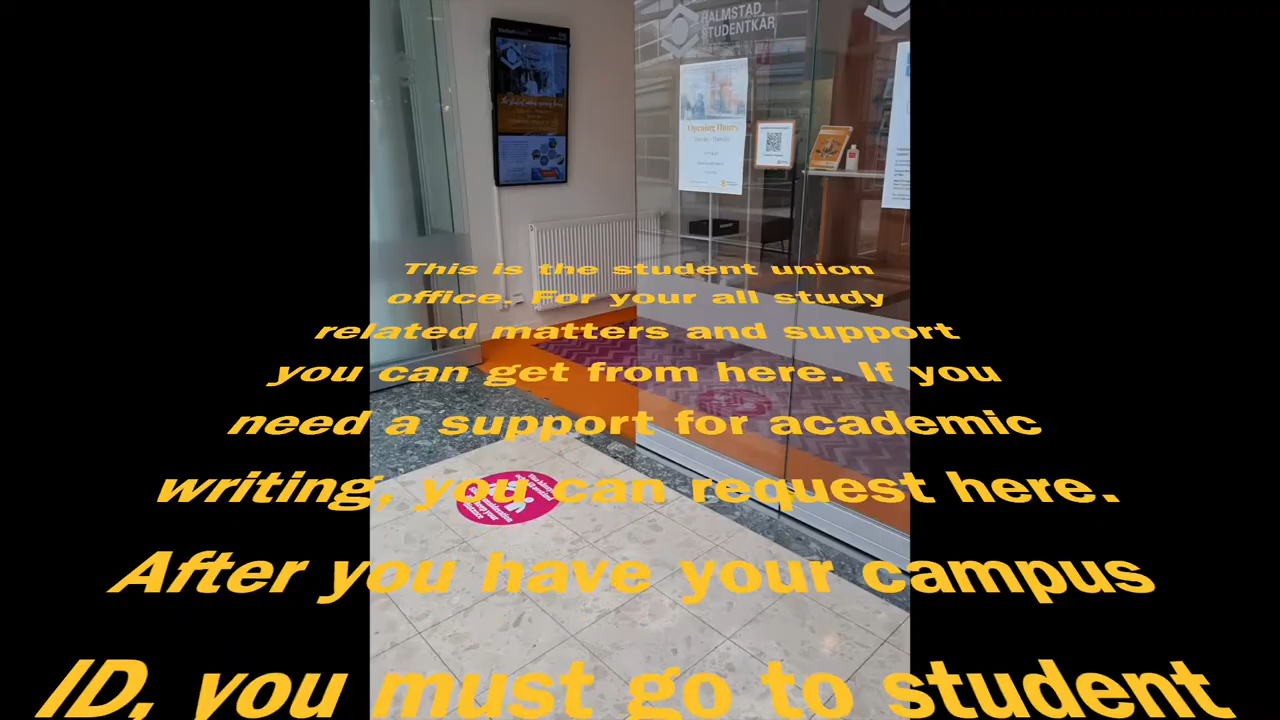 HALMSTAD
STUDENTKÅR
Opening Hours
This is the student union
office. For your all study
related matters and support
you can get from here. If you
need a support for academic
writing, you can request here.
After you have your campus
ID, you must go to student